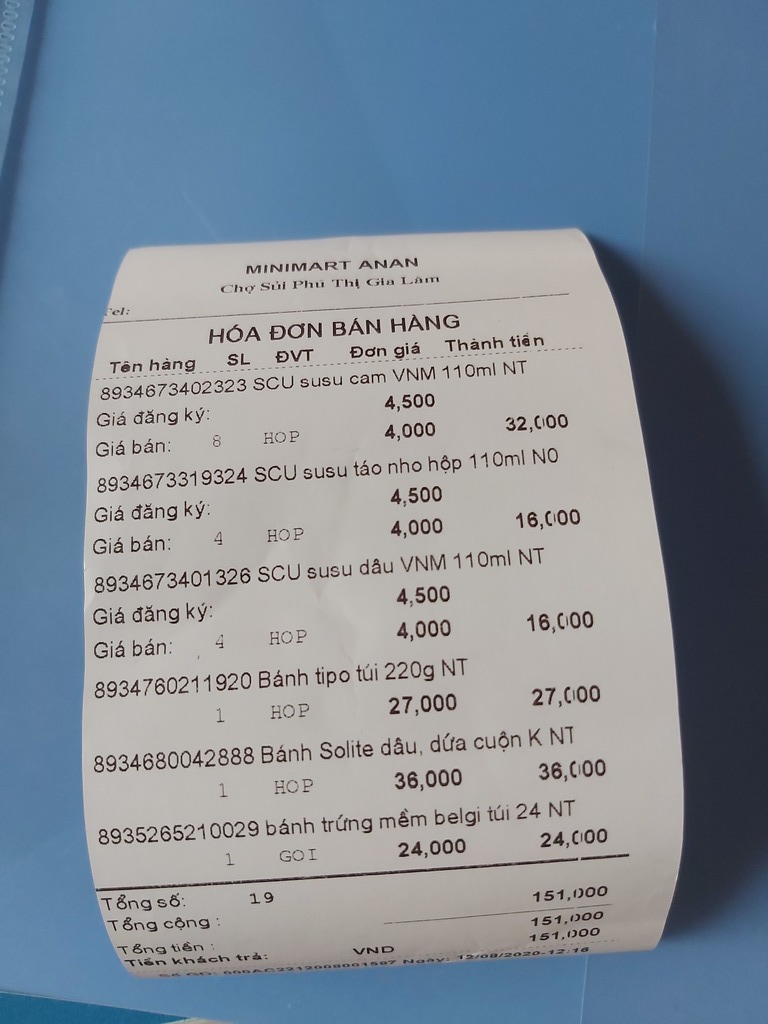 MINIMART ANAN
Chợ Sủi Phú Thị Gia Lâm
Tel:
HÓA ĐƠN BÁN HÀNG
Tên hàng SL ĐVT Đơn giá Thành tiền
8934673402323 SCU susu cam VNM 110ml NT
Giá đăng ký: 4,500
Giá bán: 8 HOP 4,000 32,000
8934673319324 SCU susu táo nho hộp 110ml N0
Giá đăng ký: 4,500
Giá bán: 4 HOP 4,000 16,000
8934673401326 SCU susu dâu VNM 110ml NT
Giá đăng ký: 4,500
Giá bán: 4 HOP 4,000 16,000
8934760211920 Bánh tipo túi 220g NT
1 HOP 27,000 27,000
8934680042888 Bánh Solite dâu, dứa cuộn K NT
1 HOP 36,000 36,000
8935265210029 bánh trứng mềm belgi túi 24 NT
1 GOI 24,000 24,000
Tổng số: 19
Tổng cộng : 151,000
Tổng tiền : 151,000
Tiền khách trả: VND 151,000
Ngày: 12/08/2020-12:16